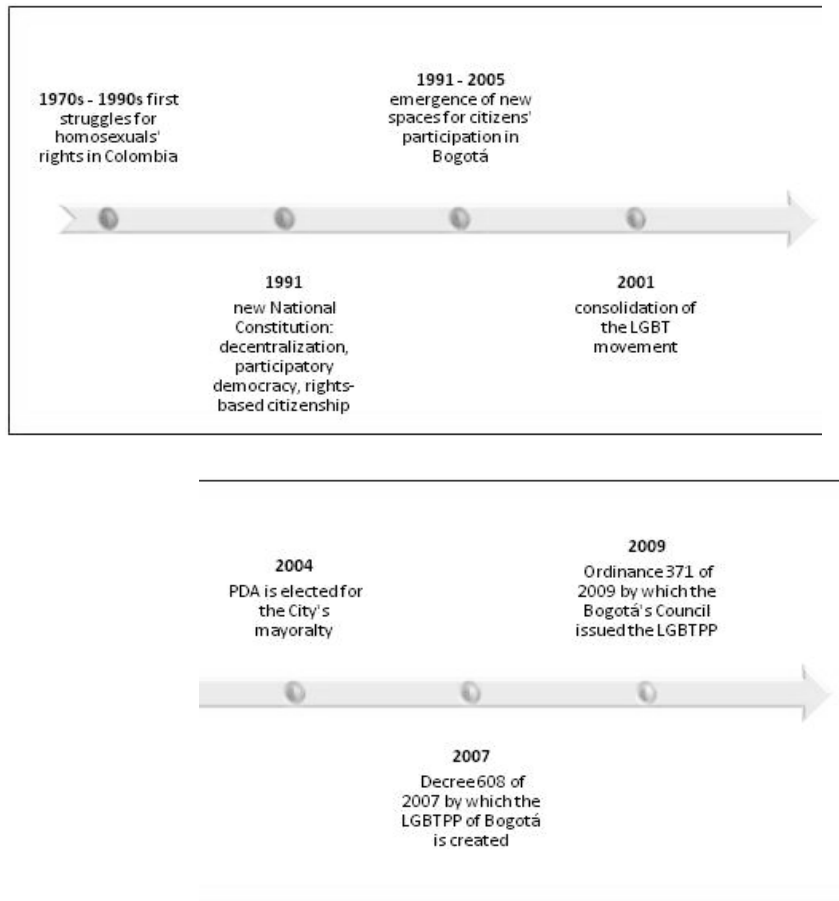 1970s - 1990s first
struggles for
homosexuals'
rights in Colombia
1991
new National
Constitution:
decentralization,
participatory
democracy, rights-
based citizenship
1991 - 2005
emergence of new
spaces for citizens'
participation in
Bogotá
2001
consolidation of
the LGBT
movement
2004
PDA is elected for
the City's
mayoralty
2007
Decree 608 of
2007 by which the
LGBTPP of Bogotá
is created
2009
Ordinance 371 of
2009 by which the
Bogotá's Council
issued the LGBTPP